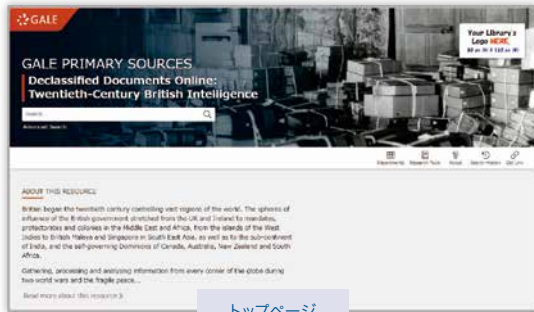 GALE
Your Library's
Logo HERE.
GALE PRIMARY SOURCES
Declassified Documents Online:
Twentieth-Century British Intelligence
Search...
Advanced Search
Search History
Get Link
ABOUT THIS RESOURCE
Britain began the twentieth century controlling vast regions of the world. The spheres of
influence of the British government stretched from the UK and Ireland to mandates,
protectorates and colonies in the Middle East and Africa, from the islands of the West
Indies to British Malaya and Singapore in South East Asia, as well as to the sub-continent
of India, and the self-governing Dominions of Canada, Australia, New Zealand and South
Africa.
Gathering, processing and analysing information from every corner of the globe during
two world wars and the fragile peace...
Read more about this resource
トップページ